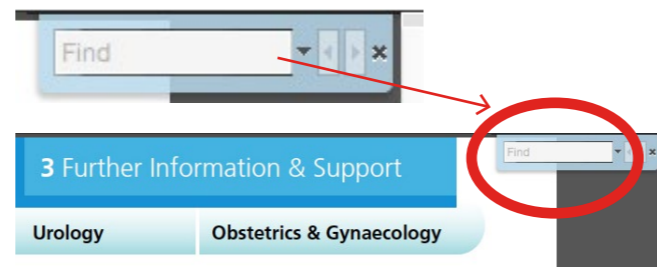 Find
Find
3 Further Information & Support
Urology
Obstetrics & Gynaecology